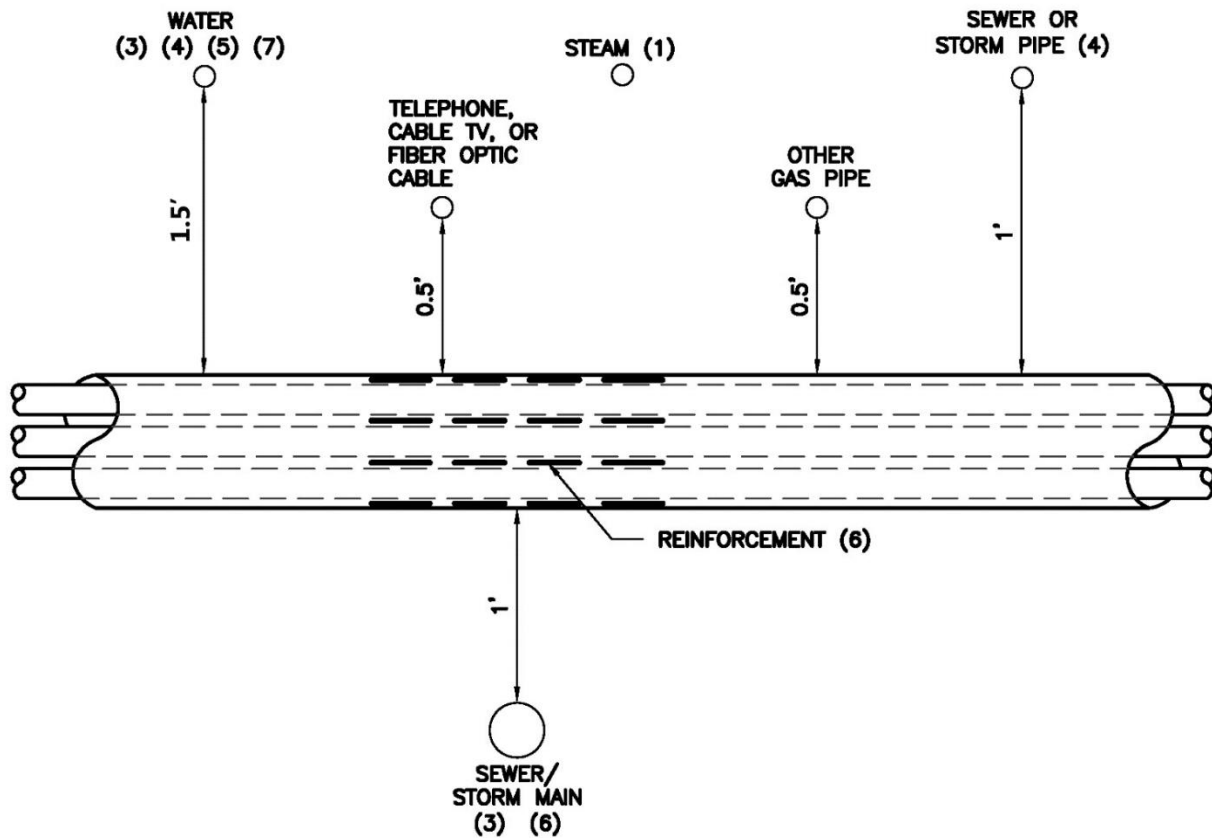 WATER
(3) (4) (5) (7)
STEAM (1)
SEWER OR
STORM PIPE (4)
TELEPHONE,
CABLE TV, OR
FIBER OPTIC
CABLE
OTHER
GAS PIPE
1.5'
0.5'
0.5'
1'
REINFORCEMENT (6)
1'
SEWER/
STORM MAIN
(3) (6)